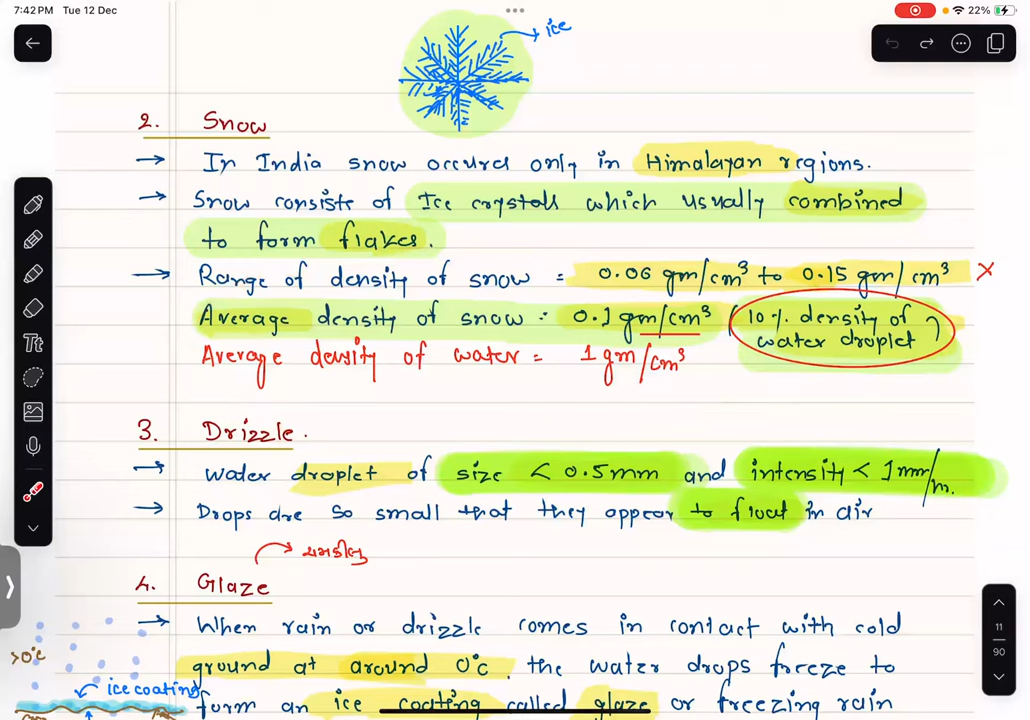 7:42 PM Tue 12 Dec
22%
ice
2. Snow
→ In India snow occures only in Himalayan regions.
→ Snow consists of Ice crystals which usually combined
to form flakes.
→ Range of density of snow = 0.06 gm/cm³ to 0.15 gm/cm³ ×
Average density of snow = 0.1 gm/cm³ (10% density of
water droplet)
Average density of water = 1 gm/cm³
3. Drizzle.
→ Water droplet of size < 0.5mm and intensity < 1mm/
→ Drops are so small that they appear to float in air
4. Glaze
→ When rain or drizzle comes in contact with cold
ground at around 0°c, the water drops freeze to
form an ice coating called glaze or freezing rain
>0°c
ice coating
Tt
11
90